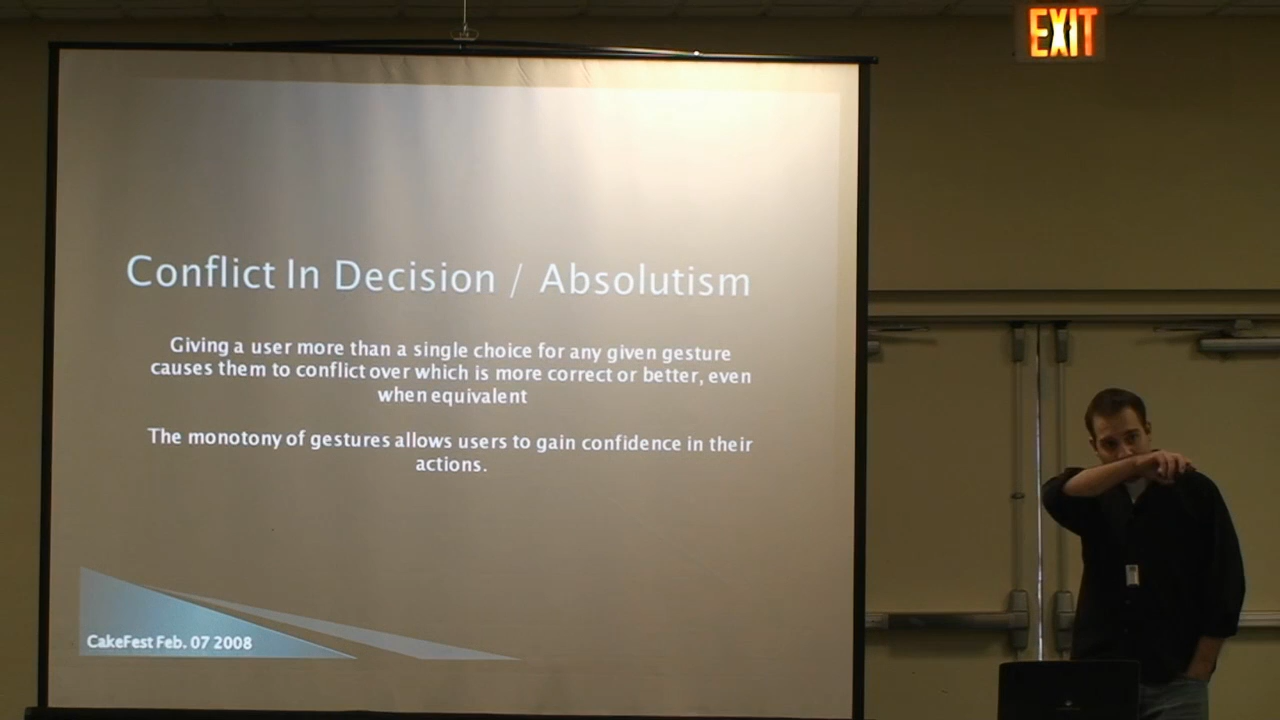 EXIT
Conflict In Decision / Absolutism
Giving a user more than a single choice for any given gesture
causes them to conflict over which is more correct or better, even
when equivalent
The monotony of gestures allows users to gain confidence in their
actions.
CakeFest Feb. 07 2008